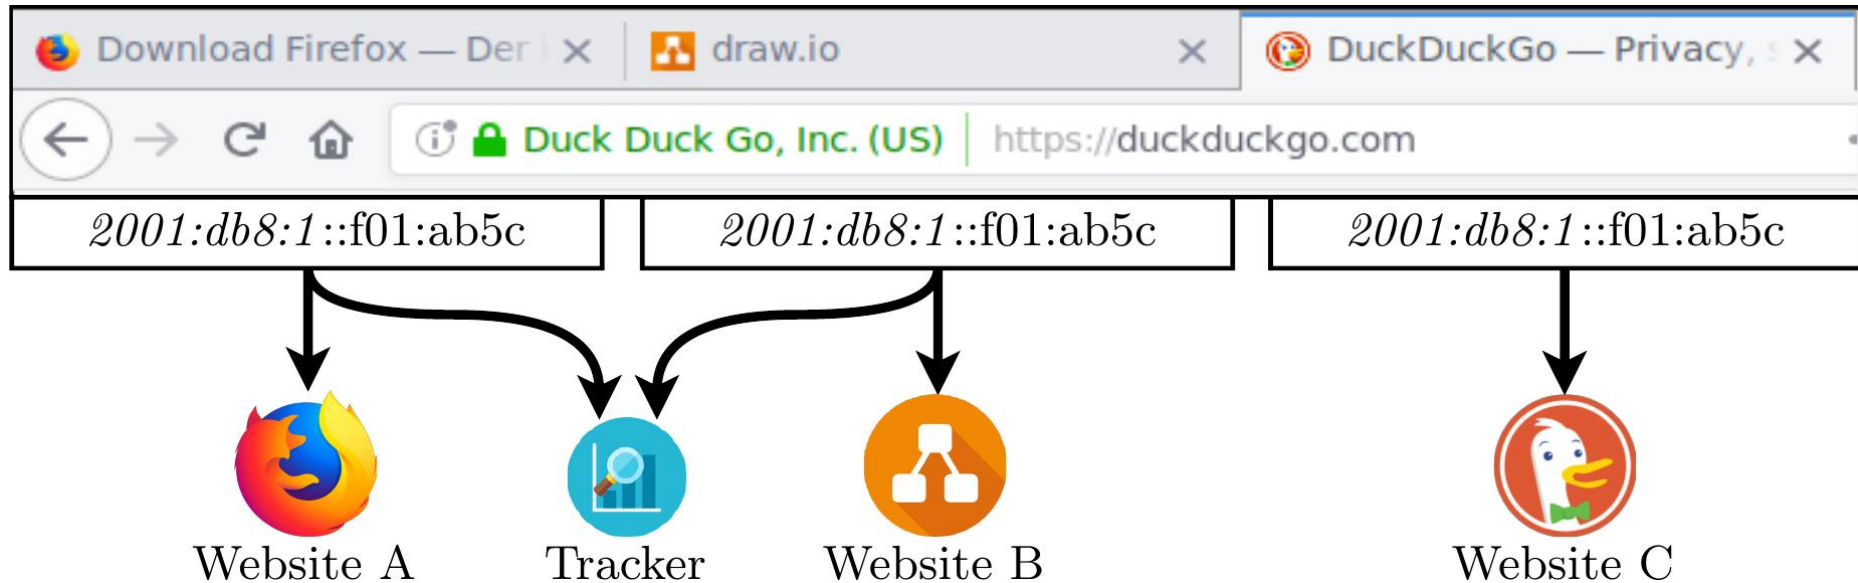 Download Firefox — Der
draw.io
DuckDuckGo — Privacy, s
Duck Duck Go, Inc. (US) https://duckduckgo.com
2001:db8:1::f01:ab5c 2001:db8:1::f01:ab5c 2001:db8:1::f01:ab5c
Website A Tracker Website B Website C